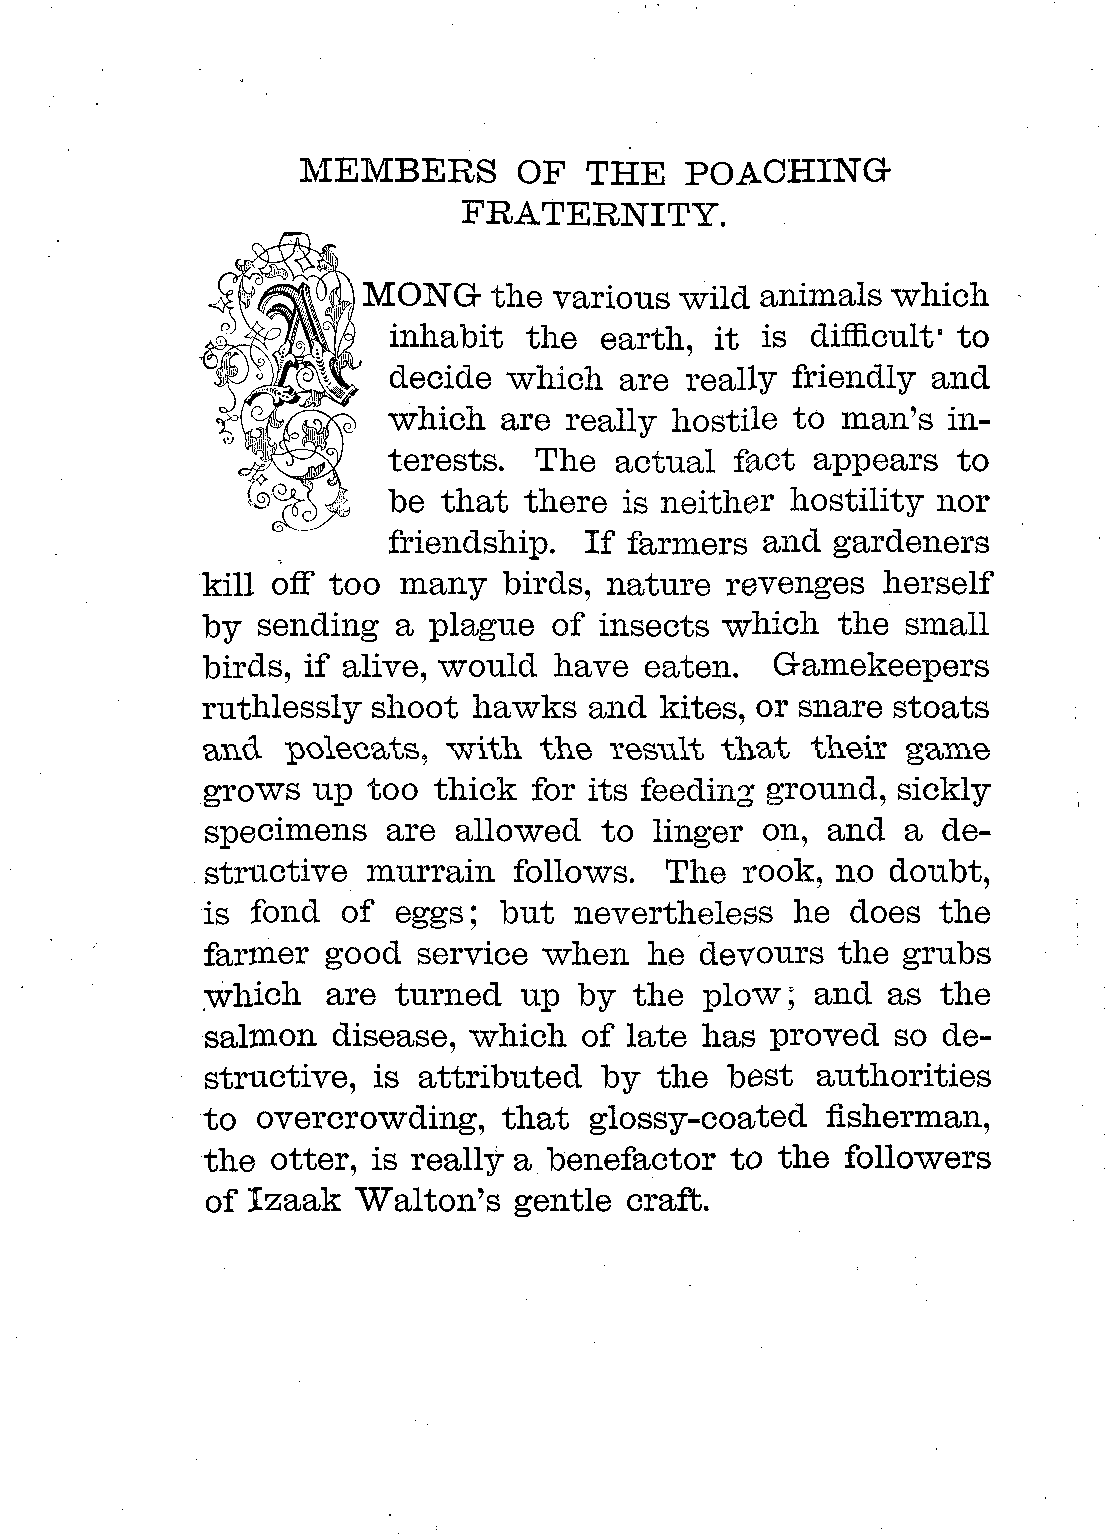 MEMBERS OF THE POACHING
FRATERNITY.
AMONG the various wild animals which
inhabit the earth, it is difficult to
decide which are really friendly and
which are really hostile to man's in-
terests. The actual fact appears to
be that there is neither hostility nor
friendship. If farmers and gardeners
kill off too many birds, nature revenges herself
by sending a plague of insects which the small
birds, if alive, would have eaten. Gamekeepers
ruthlessly shoot hawks and kites, or snare stoats
and polecats, with the result that their game
grows up too thick for its feeding ground, sickly
specimens are allowed to linger on, and a de-
structive murrain follows. The rook, no doubt,
is fond of eggs; but nevertheless he does the
farmer good service when he devours the grubs
which are turned up by the plow; and as the
salmon disease, which of late has proved so de-
structive, is attributed by the best authorities
to overcrowding, that glossy-coated fisherman,
the otter, is really a benefactor to the followers
of Izaak Walton's gentle craft.